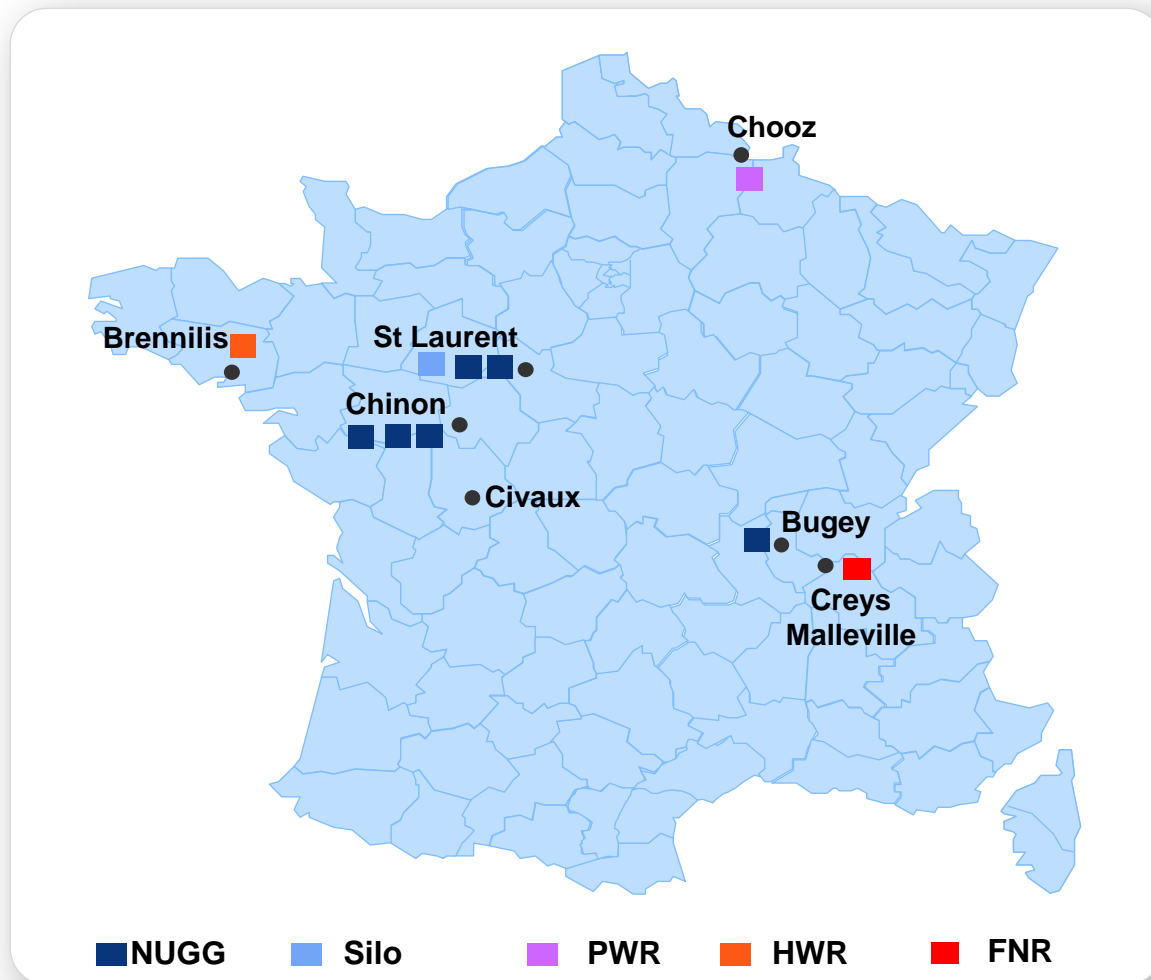 Chooz
Brennilis
St Laurent
Chinon
Civaux
Bugey
Creys
Malleville
NUGG Silo PWR HWR FNR